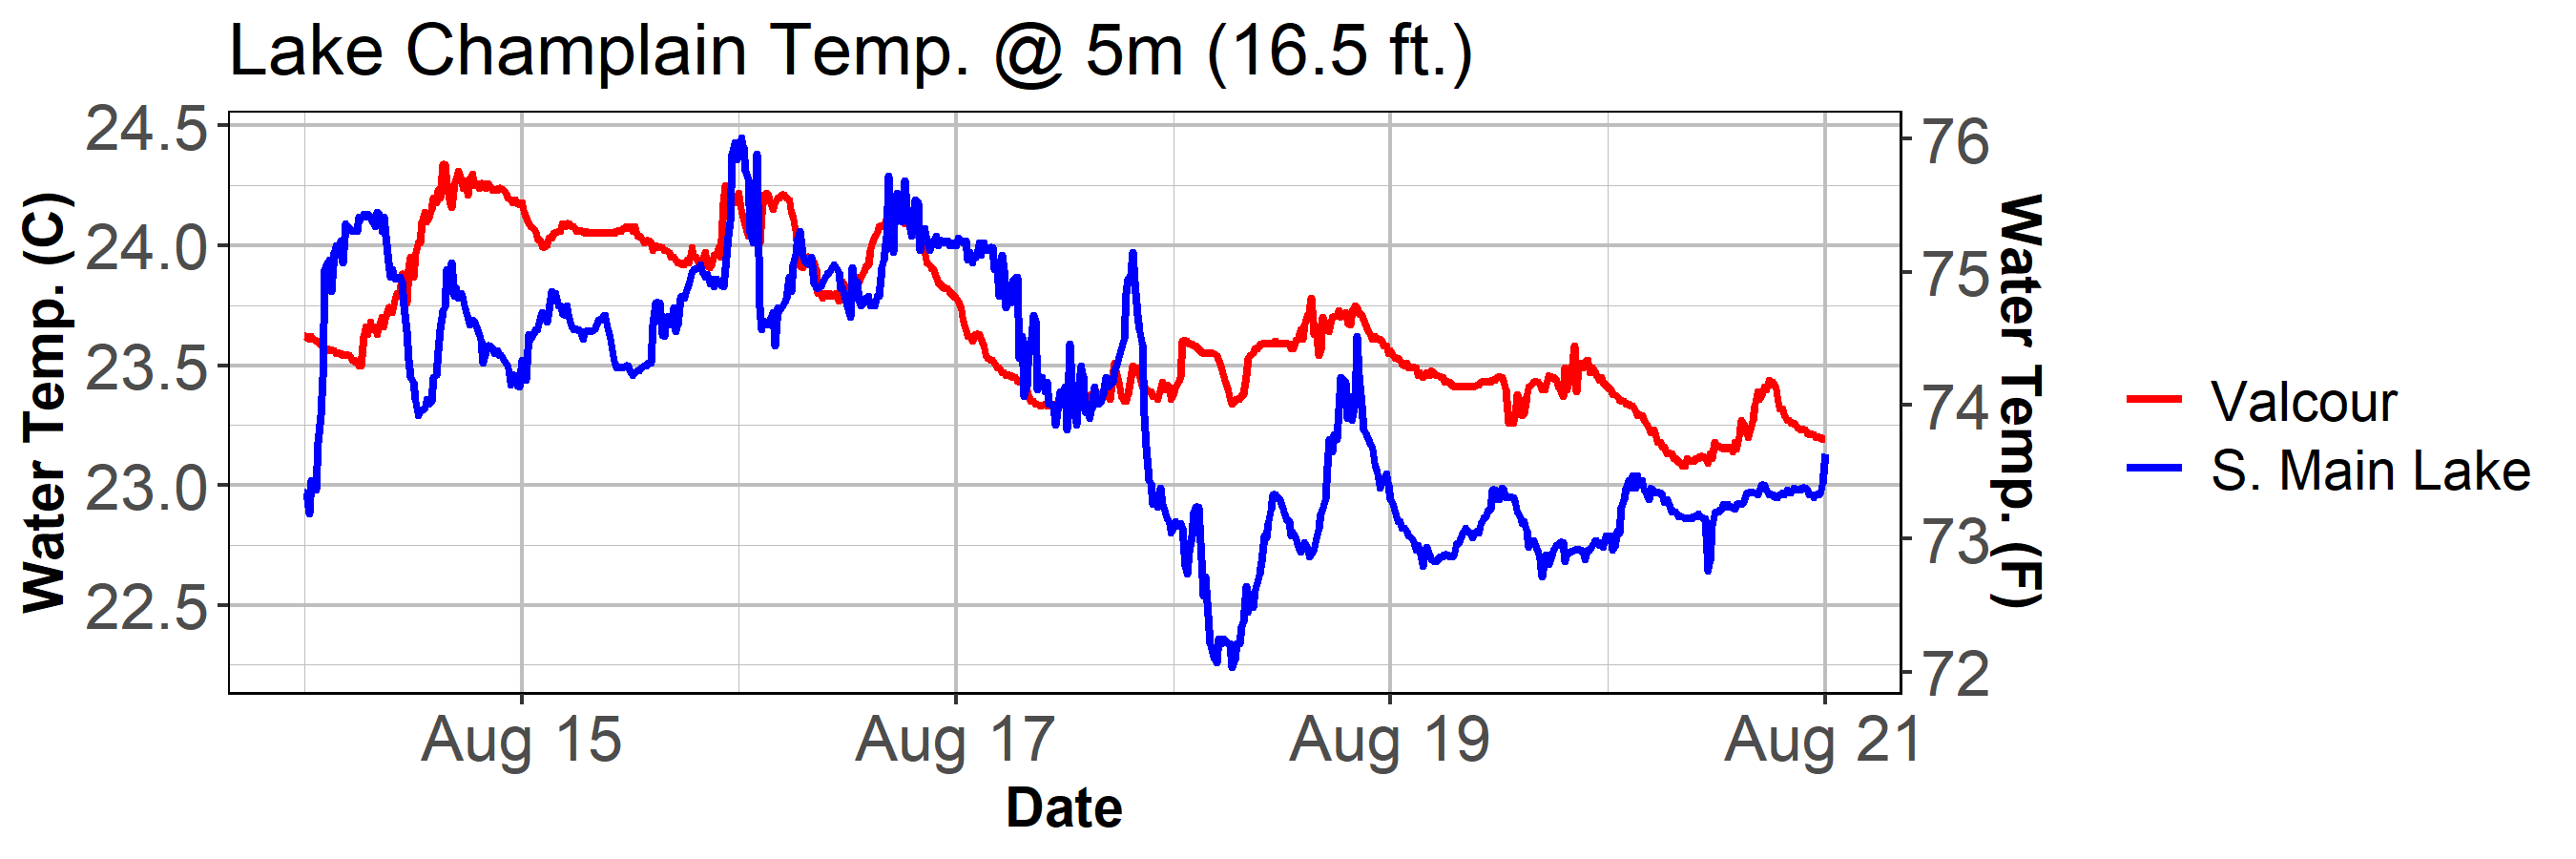 Lake Champlain Temp. @ 5m (16.5 ft.)
Water Temp. (C)
24.5
24.0
23.5
23.0
22.5
76
75
74
73
72
Water Temp. (F)
Aug 15
Aug 17
Aug 19
Aug 21
Date
Valcour
S. Main Lake